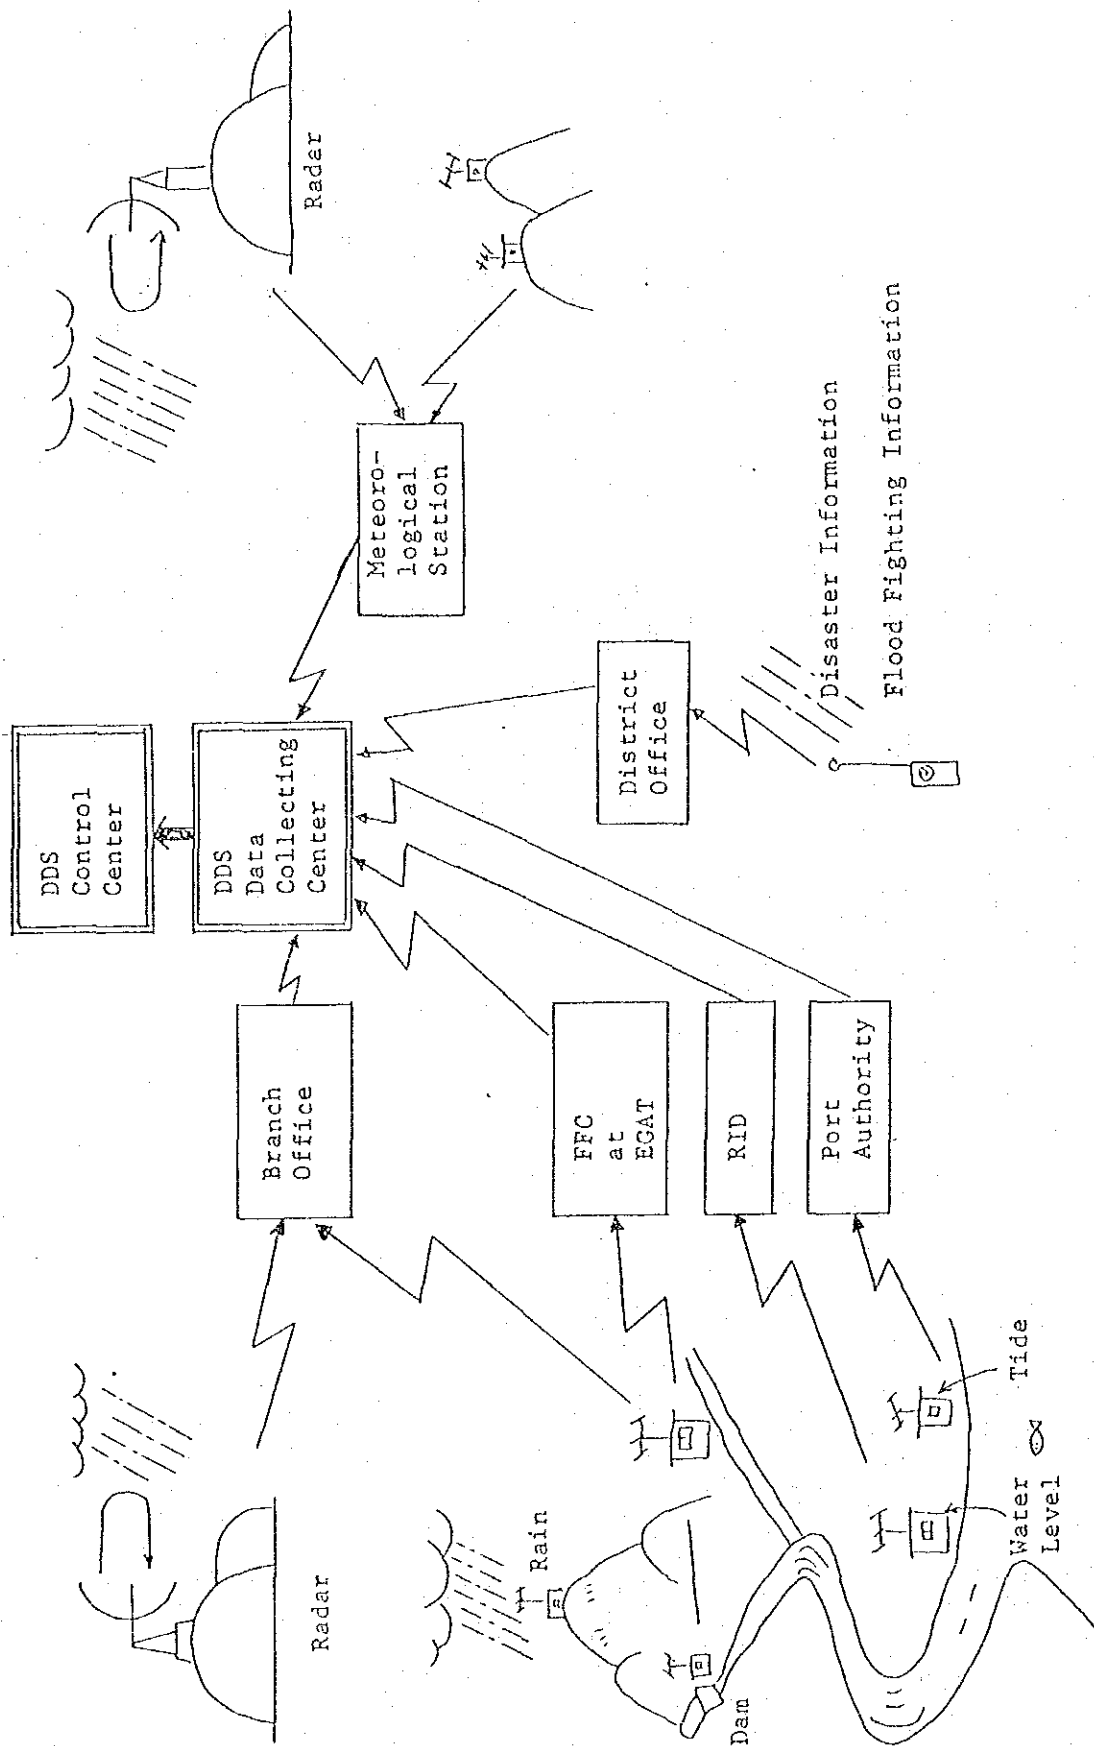 DDS
Control
Center
DDS
Data
Collecting
Center
Radar
Branch
Office
Meteoro-
logical
Station
Radar
Rain
FFC
at
EGAT
District
Office
RID
Port
Authority
Dam
Water
Level
Tide
Disaster Information
Flood Fighting Information